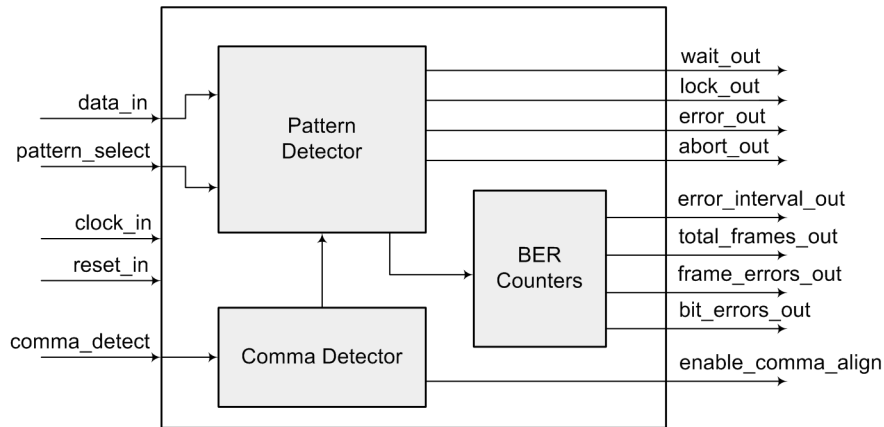 data_in
pattern_select
clock_in
reset_in
comma_detect
Pattern
Detector
Comma Detector
BER
Counters
wait_out
lock_out
error_out
abort_out
error_interval_out
total_frames_out
frame_errors_out
bit_errors_out
enable_comma_align